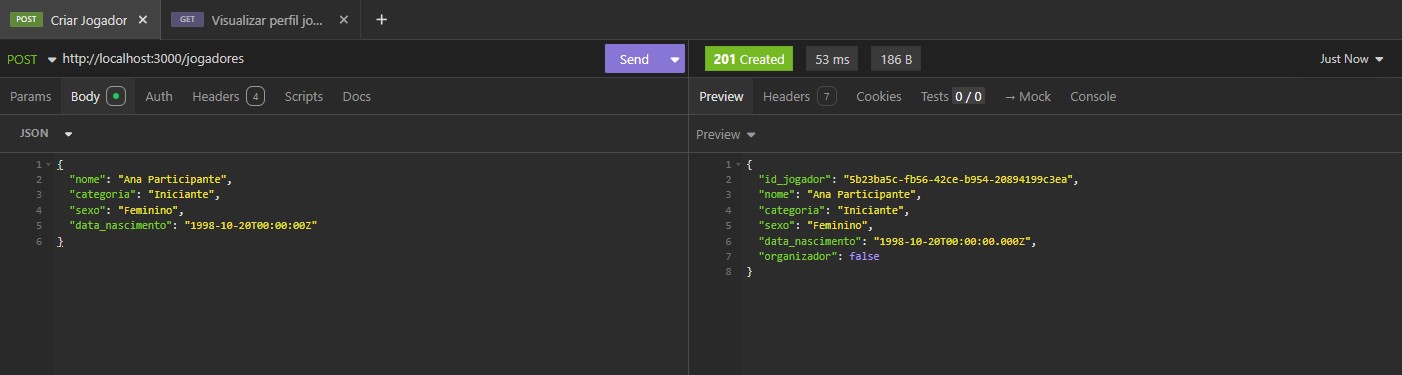 POST Criar Jogador × GET Visualizar perfil jo... × +
POST http://localhost:3000/jogadores Send
201 Created 53 ms 186 B Just Now
Params Body Auth Headers 4 Scripts Docs
Preview Headers 7 Cookies Tests 0 / 0 → Mock Console
JSON
Preview
1 {
2 "nome": "Ana Participante",
3 "categoria": "Iniciante",
4 "sexo": "Feminino",
5 "data_nascimento": "1998-10-20T00:00:00Z"
6 }
1 {
2 "id_jogador": "5b23ba5c-fb56-42ce-b954-20894199c3ea",
3 "nome": "Ana Participante",
4 "categoria": "Iniciante",
5 "sexo": "Feminino",
6 "data_nascimento": "1998-10-20T00:00:00.000Z",
7 "organizador": false
8 }